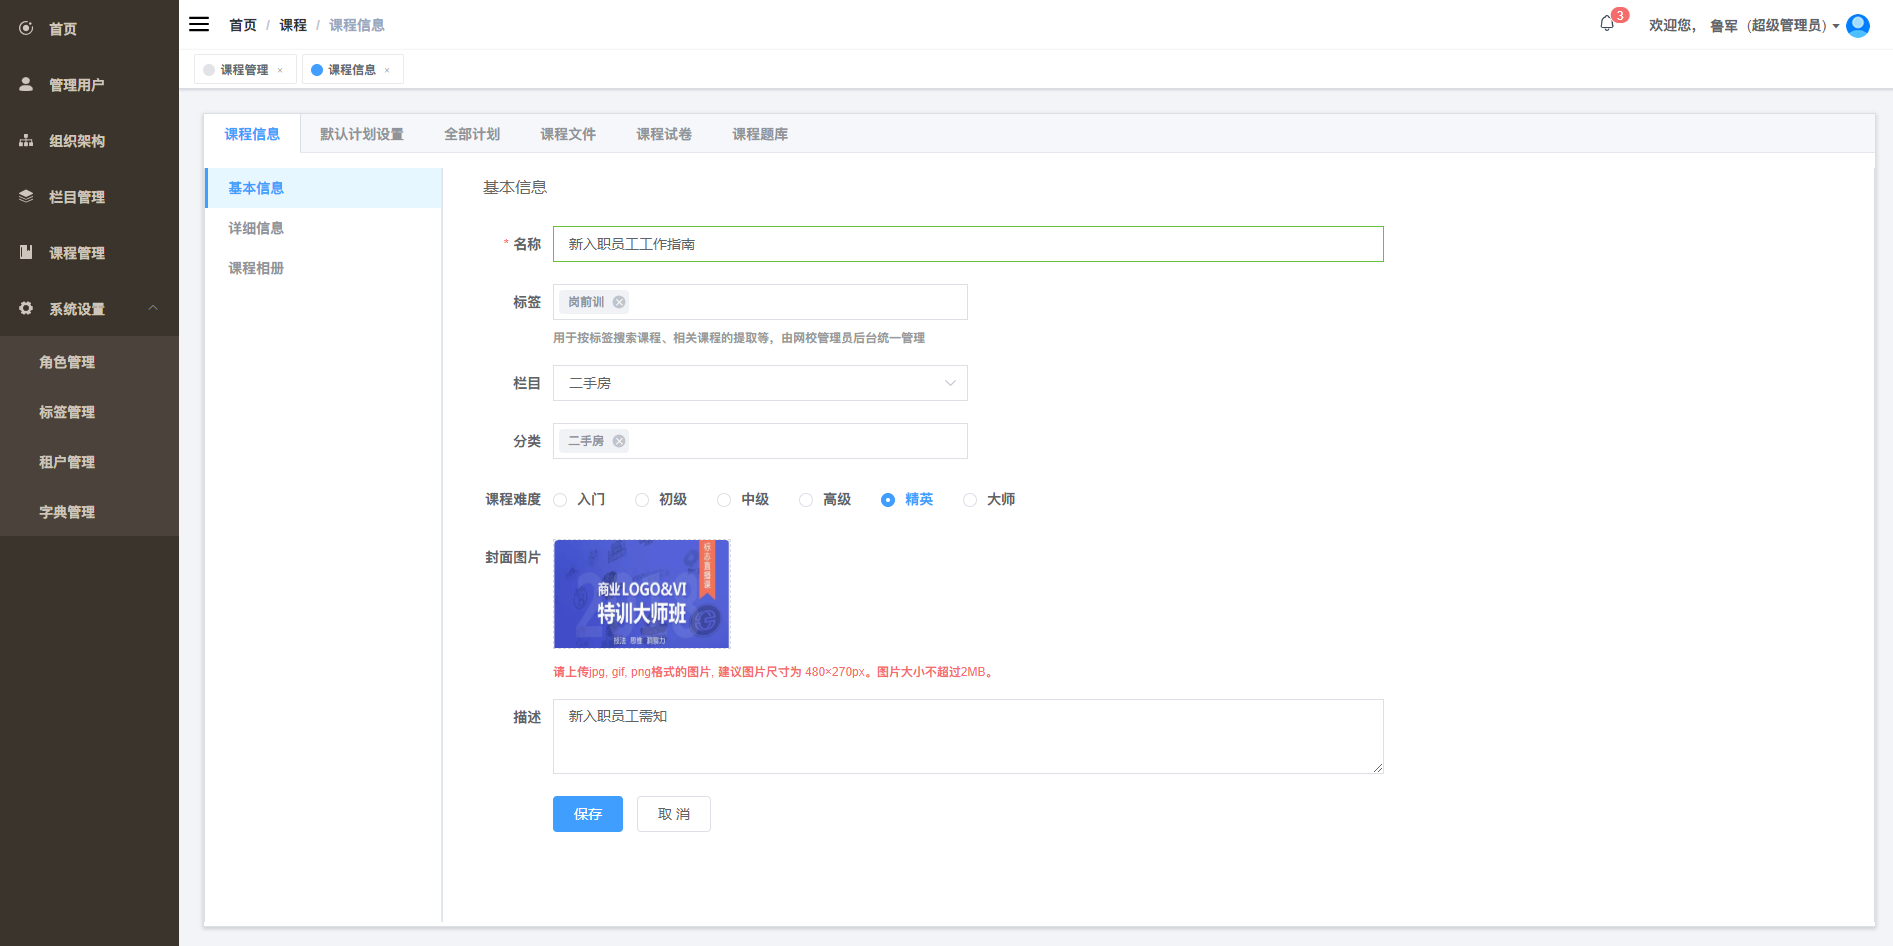 首页
管理用户
组织架构
栏目管理
课程管理
系统设置
角色管理
标签管理
租户管理
字典管理
首页 / 课程 / 课程信息
3
欢迎您， 鲁军（超级管理员）
课程管理 ×
课程信息 ×
课程信息 默认计划设置 全部计划 课程文件 课程试卷 课程题库
基本信息
详细信息
课程相册
基本信息
* 名称 新入职员工工作指南
标签 岗前训
用于按标签搜索课程、相关课程的提取等，由网校管理员后台统一管理
栏目 二手房
分类 二手房
课程难度 入门 初级 中级 高级 精英 大师
封面图片
标志直播课
商业LOGO&VI
特训大师班
技法 思维 洞察力
请上传jpg, gif, png格式的图片, 建议图片尺寸为 480×270px。图片大小不超过2MB。
描述 新入职员工需知
保存 取 消